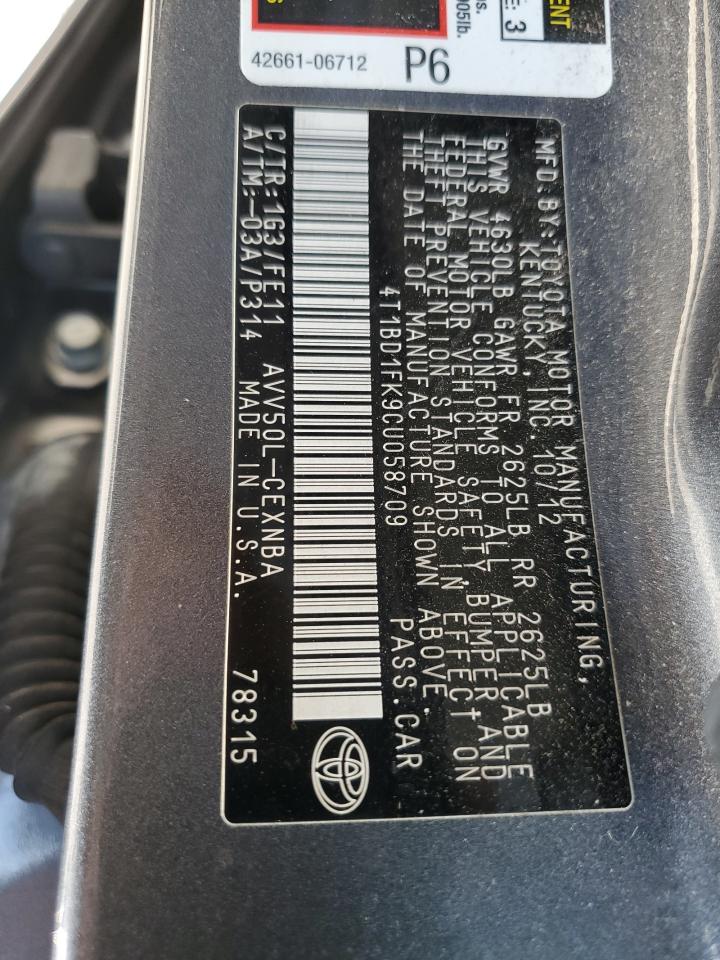 ENT
E: 3
s.
005lb.
S
42661-06712 P6
MFD. BY: TOYOTA MOTOR MANUFACTURING,
KENTUCKY, INC. 10/12
GVWR 4630LB GAWR FR 2625LB RR 2625LB
THIS VEHICLE CONFORMS TO ALL APPLICABLE
FEDERAL MOTOR VEHICLE SAFETY, BUMPER, AND
THEFT PREVENTION STANDARDS IN EFFECT ON
THE DATE OF MANUFACTURE SHOWN ABOVE.
4T1BD1FK9CU058709 PASS. CAR
C/TR: 1G3/FE11 AVV50L-CEXNBA
A/TM: -03A/P314 MADE IN U.S.A. 78315